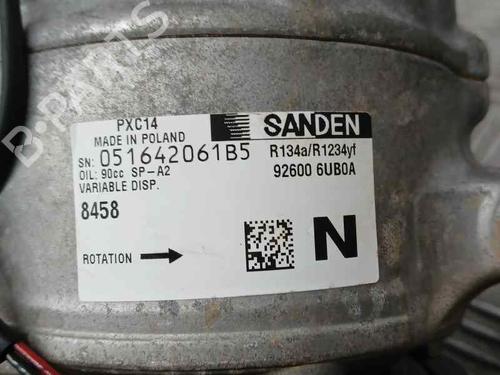 B-PARTS
PXC14
MADE IN POLAND
SN: 051642061B5
OIL: 90cc SP-A2
VARIABLE DISP.
8458
ROTATION
SANDEN
R134a/R1234yf
92600 6UB0A
N